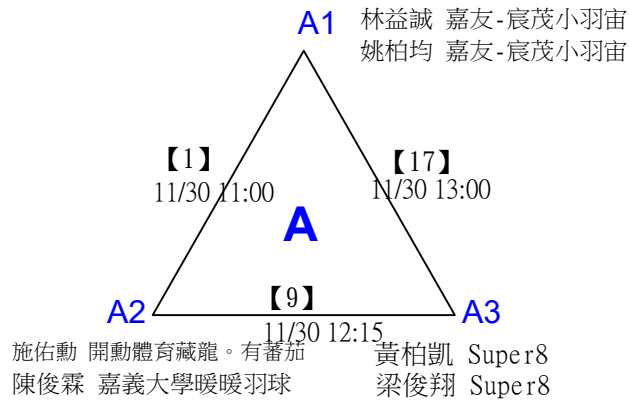 A1
林益誠 嘉友-宸茂小羽宙
姚柏均 嘉友-宸茂小羽宙
【1】
11/30 11:00
【17】
11/30 13:00
A
【9】
11/30 12:15
A2
A3
施佑勳 開動體育藏龍。有蕃茄
陳俊霖 嘉義大學暖暖羽球
黃柏凱 Super8
梁俊翔 Super8